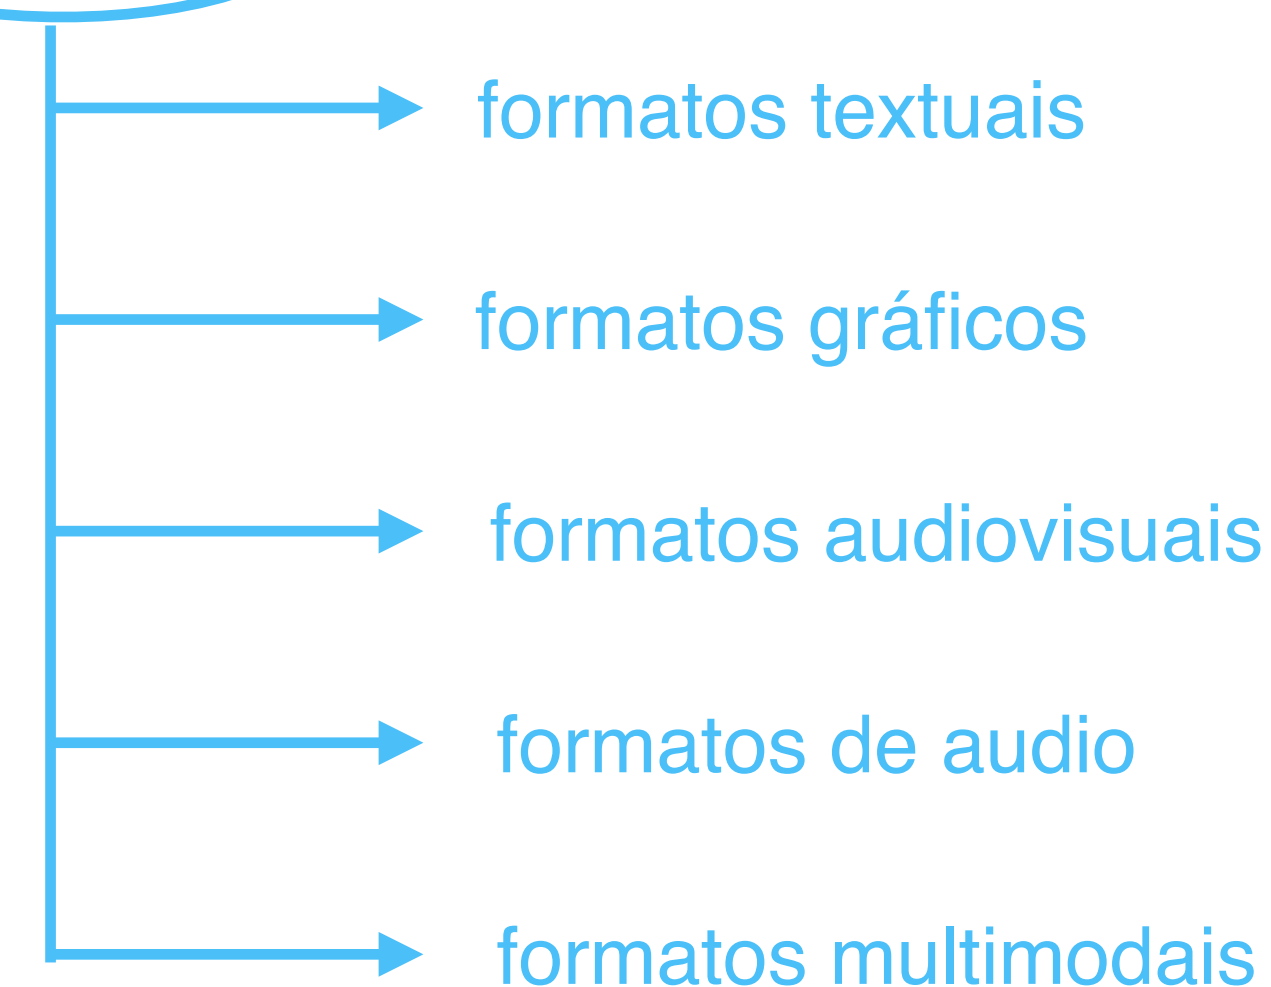 formatos textuais
formatos gráficos
formatos audiovisuais
formatos de audio
formatos multimodais